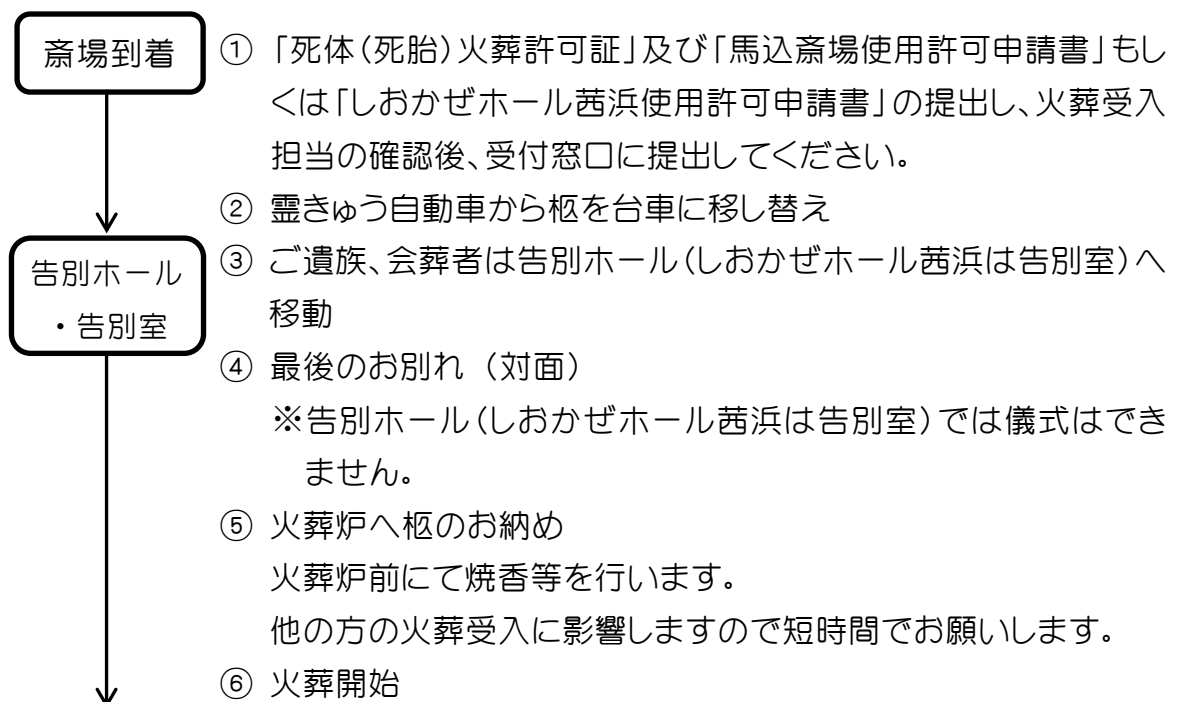 斎場到着
① 「死体（死胎）火葬許可証」及び「馬込斎場使用許可申請書」もし
くは「しおかぜホール茜浜使用許可申請書」の提出し、火葬受入
担当の確認後、受付窓口に提出してください。
② 霊きゅう自動車から柩を台車に移し替え
告別ホール
・告別室
③ ご遺族、会葬者は告別ホール（しおかぜホール茜浜は告別室）へ
移動
④ 最後のお別れ （対面）
※告別ホール（しおかぜホール茜浜は告別室）では儀式はでき
ません。
⑤ 火葬炉へ柩のお納め
火葬炉前にて焼香等を行います。
他の方の火葬受入に影響しますので短時間でお願いします。
⑥ 火葬開始